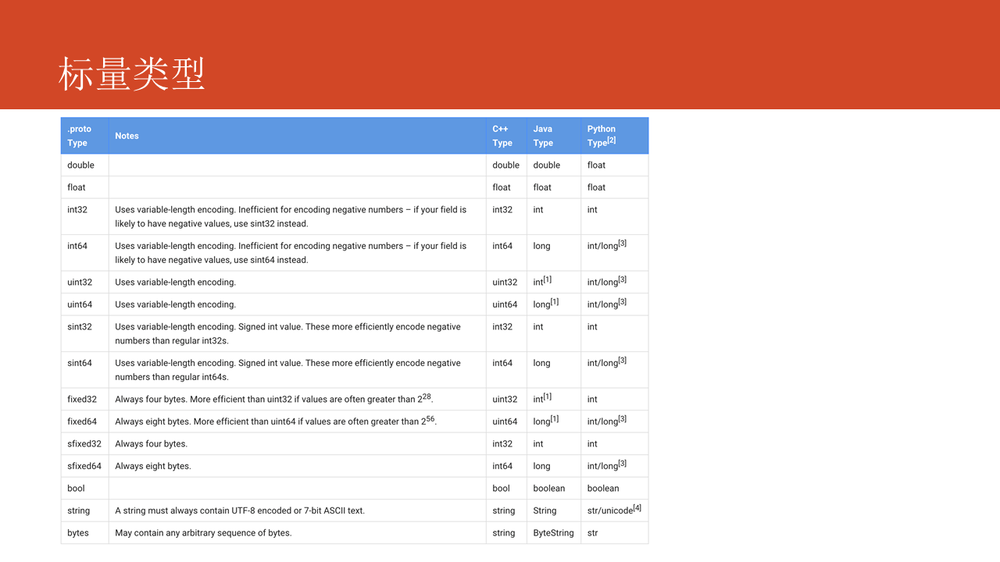 标量类型
.proto Type | Notes | C++ Type | Java Type | Python Type[2]
double | | double | double | float
float | | float | float | float
int32 | Uses variable-length encoding. Inefficient for encoding negative numbers – if your field is likely to have negative values, use sint32 instead. | int32 | int | int
int64 | Uses variable-length encoding. Inefficient for encoding negative numbers – if your field is likely to have negative values, use sint64 instead. | int64 | long | int/long[3]
uint32 | Uses variable-length encoding. | uint32 | int[1] | int/long[3]
uint64 | Uses variable-length encoding. | uint64 | long[1] | int/long[3]
sint32 | Uses variable-length encoding. Signed int value. These more efficiently encode negative numbers than regular int32s. | int32 | int | int
sint64 | Uses variable-length encoding. Signed int value. These more efficiently encode negative numbers than regular int64s. | int64 | long | int/long[3]
fixed32 | Always four bytes. More efficient than uint32 if values are often greater than 2^28. | uint32 | int[1] | int
fixed64 | Always eight bytes. More efficient than uint64 if values are often greater than 2^56. | uint64 | long[1] | int/long[3]
sfixed32 | Always four bytes. | int32 | int | int
sfixed64 | Always eight bytes. | int64 | long | int/long[3]
bool | | bool | boolean | boolean
string | A string must always contain UTF-8 encoded or 7-bit ASCII text. | string | String | str/unicode[4]
bytes | May contain any arbitrary sequence of bytes. | string | ByteString | str